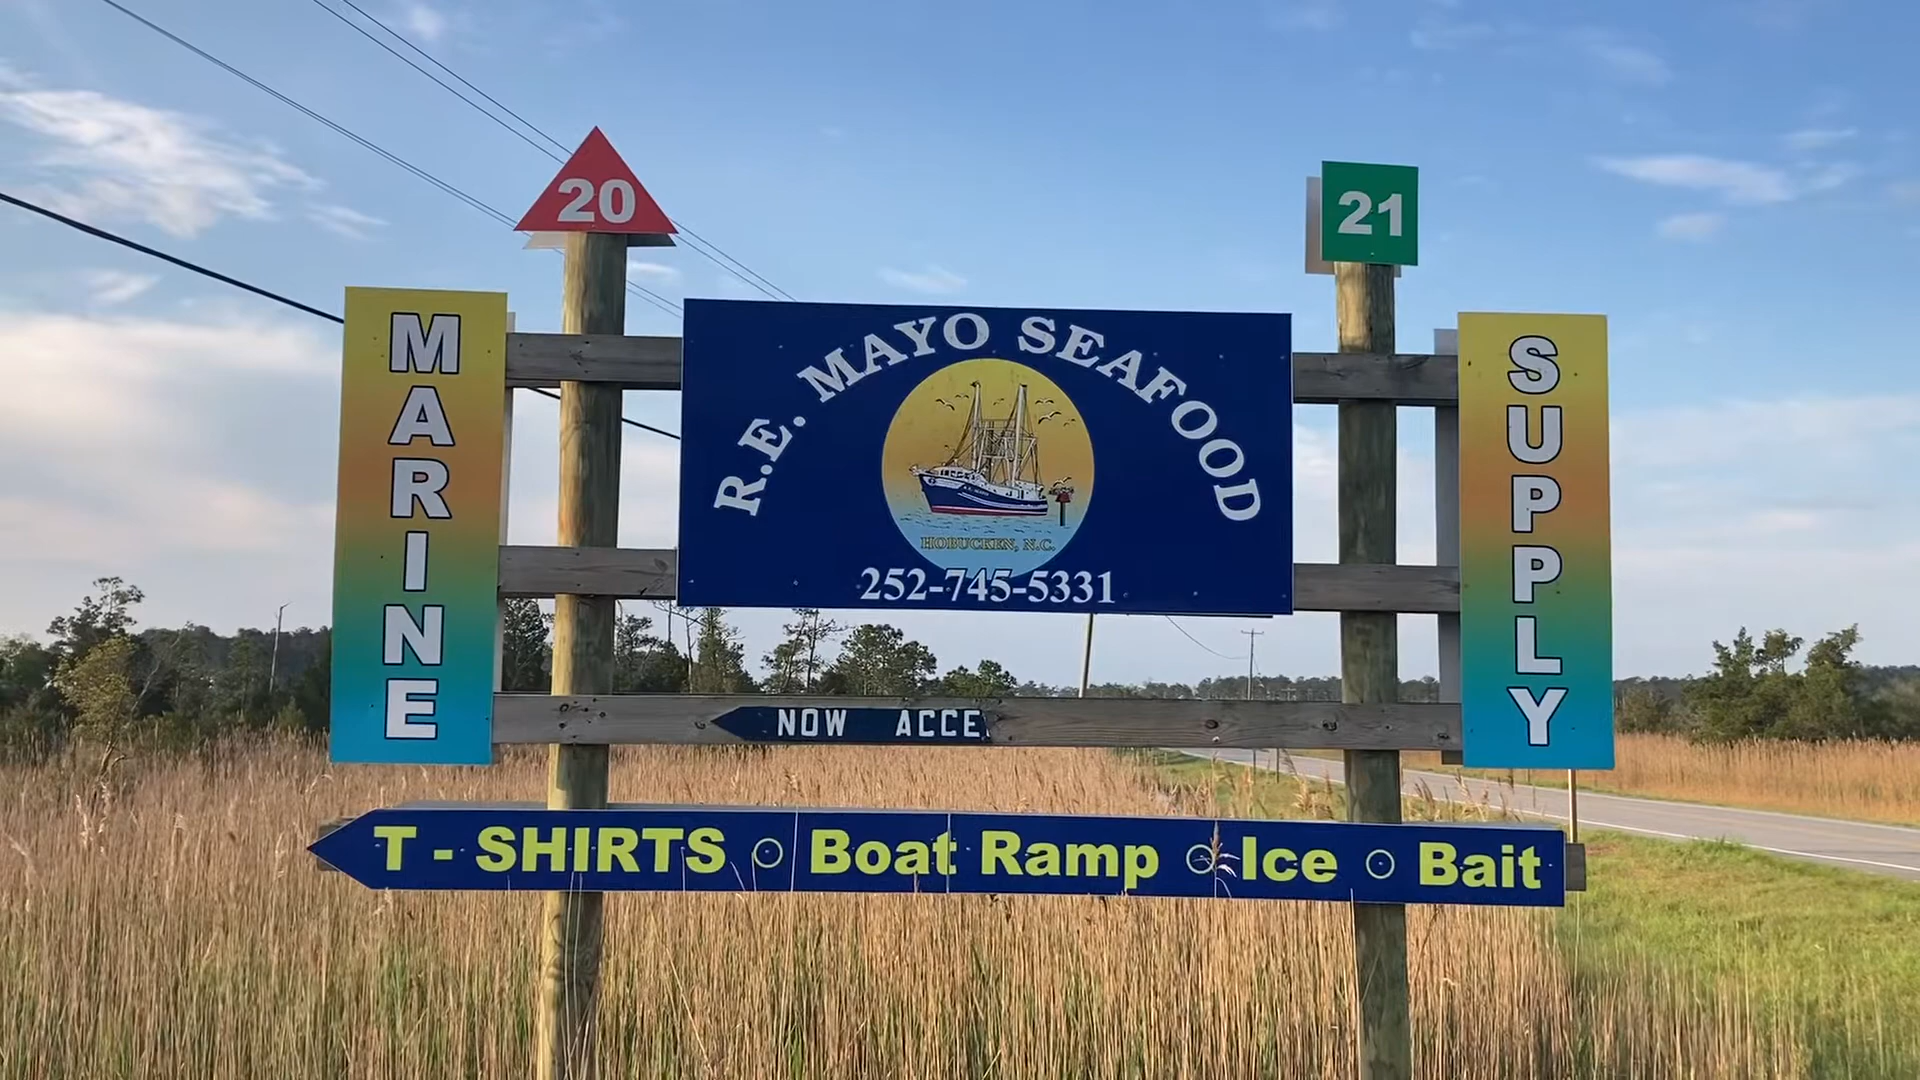 20
21
R.E. MAYO SEAFOOD
MARINE
SUPPLY
HOBUCKEN, N.C.
252-745-5331
NOW ACCE
T - SHIRTS Boat Ramp Ice Bait